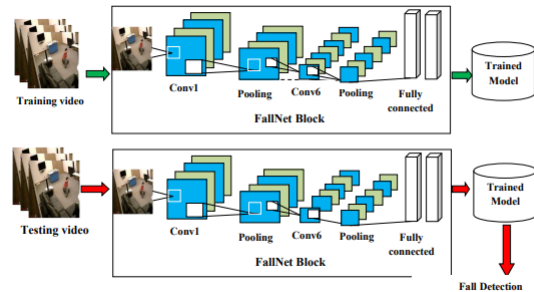 Training video
Conv1
Pooling
Conv6
Pooling
Fully
connected
FallNet Block
Trained
Model
Testing video
Conv1
Pooling
Conv6
Pooling
Fully
connected
FallNet Block
Trained
Model
Fall Detection